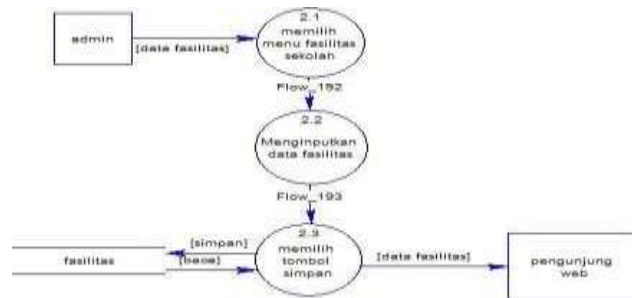 admin
[data fasilitas]
2.1
memilih
menu fasilitas
sekolah
Flow_192
2.2
Menginputkan
data fasilitas
Flow_193
2.3
memilih
tombol
simpan
[simpan]
[baca]
fasilitas
[data fasilitas]
pengunjung
web